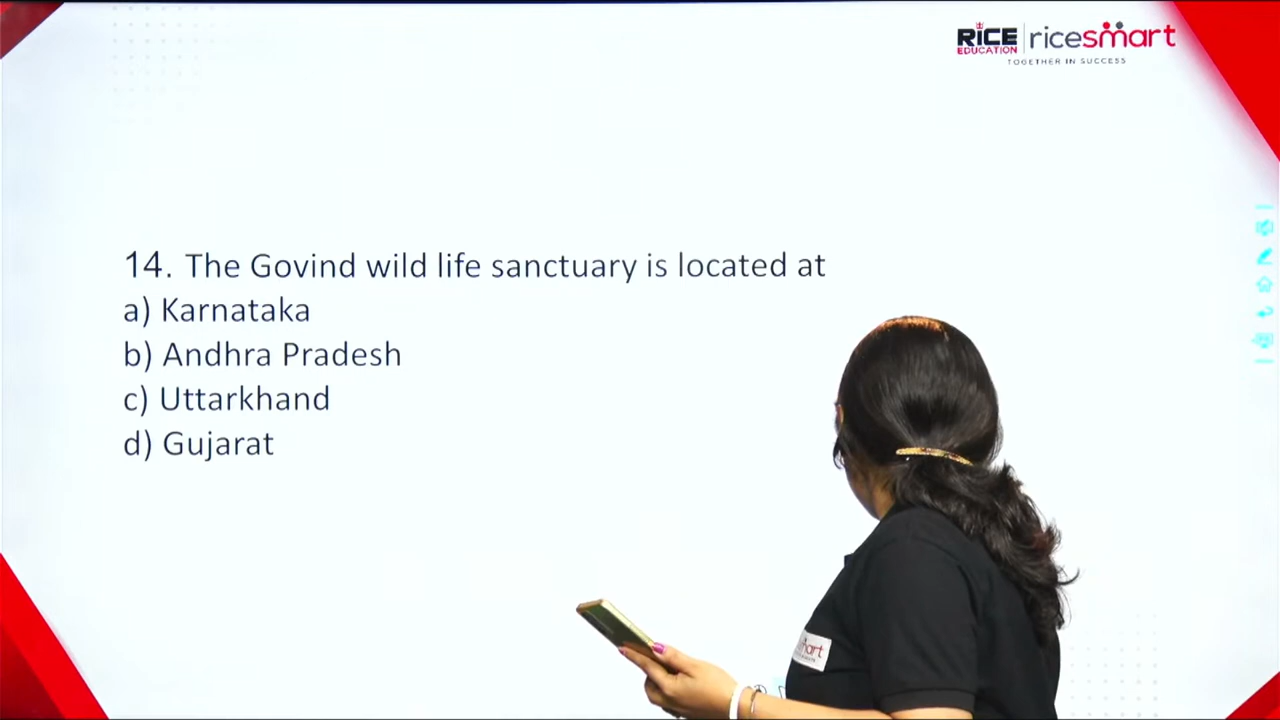 RICE EDUCATION | ricesmart
TOGETHER IN SUCCESS
14. The Govind wild life sanctuary is located at
a) Karnataka
b) Andhra Pradesh
c) Uttarkhand
d) Gujarat